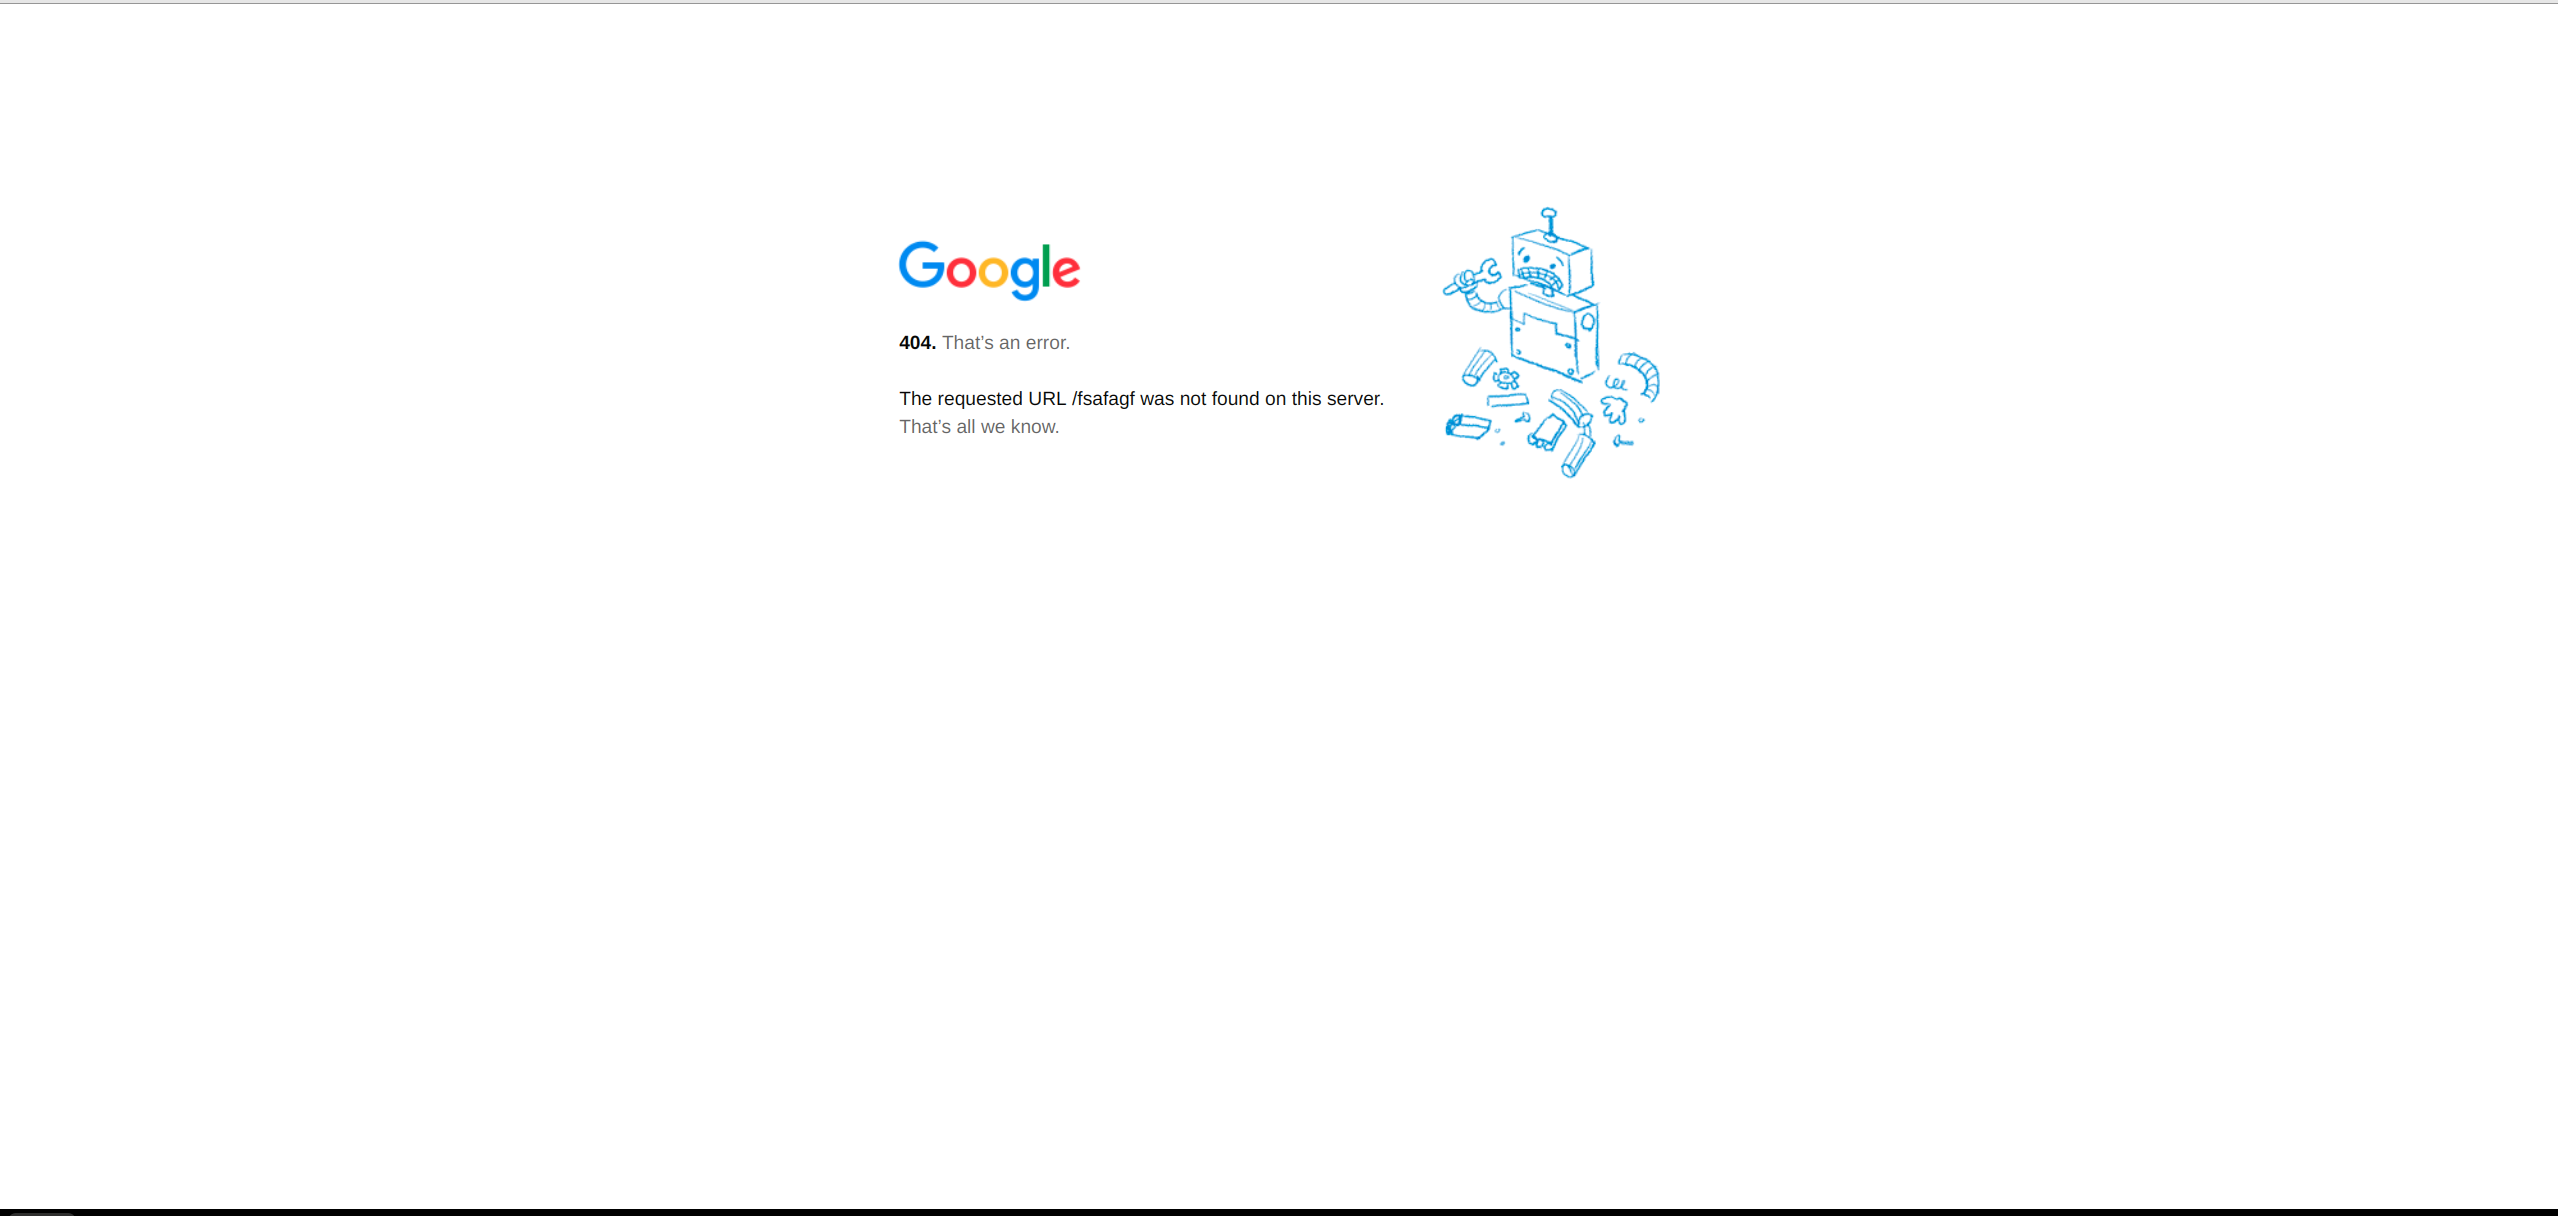 Google
404. That’s an error.
The requested URL /fsafagf was not found on this server.
That’s all we know.